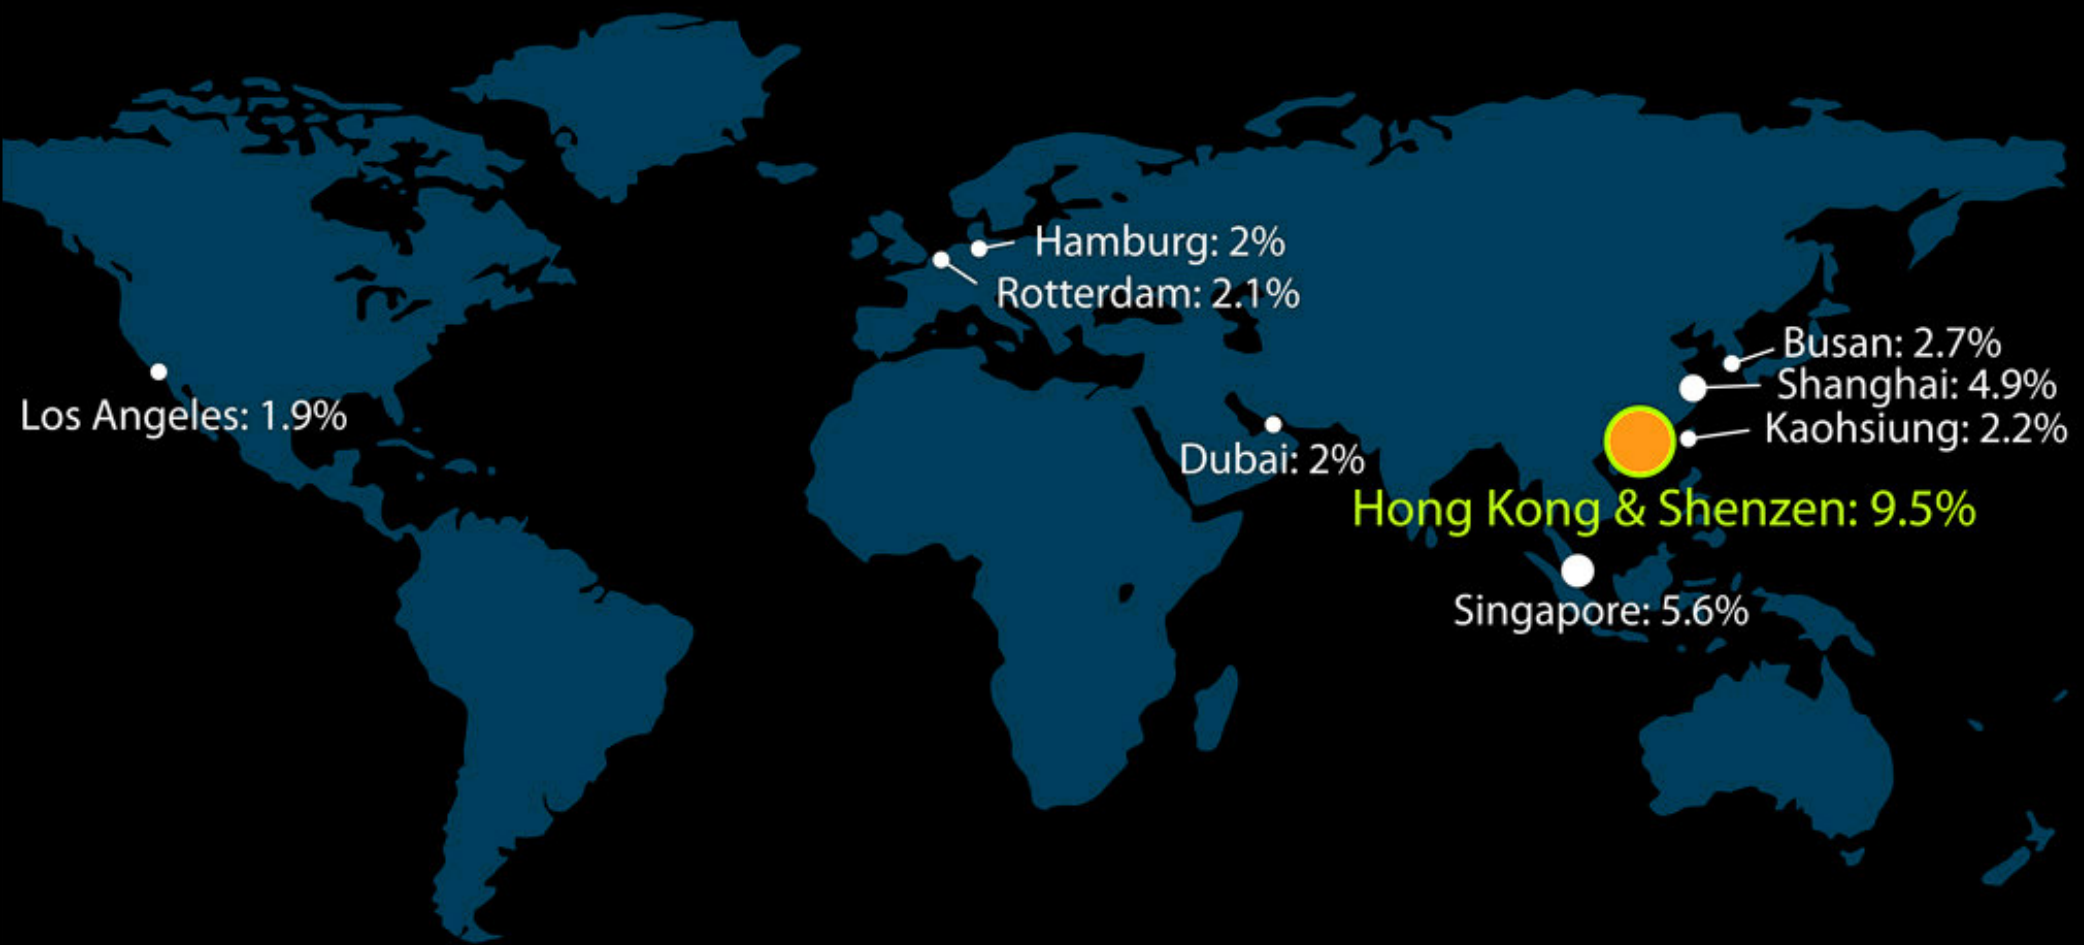 Hamburg: 2%
Rotterdam: 2.1%
Busan: 2.7%
Shanghai: 4.9%
Los Angeles: 1.9%
Kaohsiung: 2.2%
Dubai: 2%
Hong Kong & Shenzen: 9.5%
Singapore: 5.6%